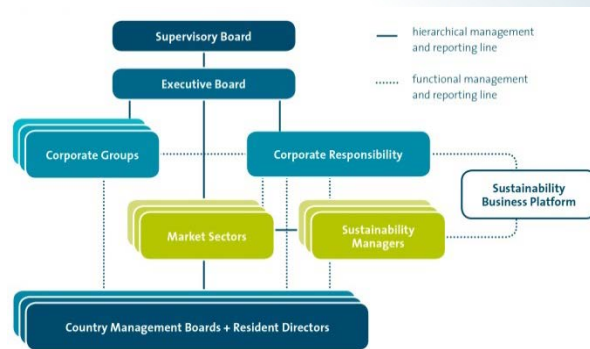 Supervisory Board
hierarchical management
and reporting line
Executive Board
functional management
and reporting line
Corporate Groups
Corporate Responsibility
Sustainability
Business Platform
Market Sectors
Sustainability
Managers
Country Management Boards + Resident Directors